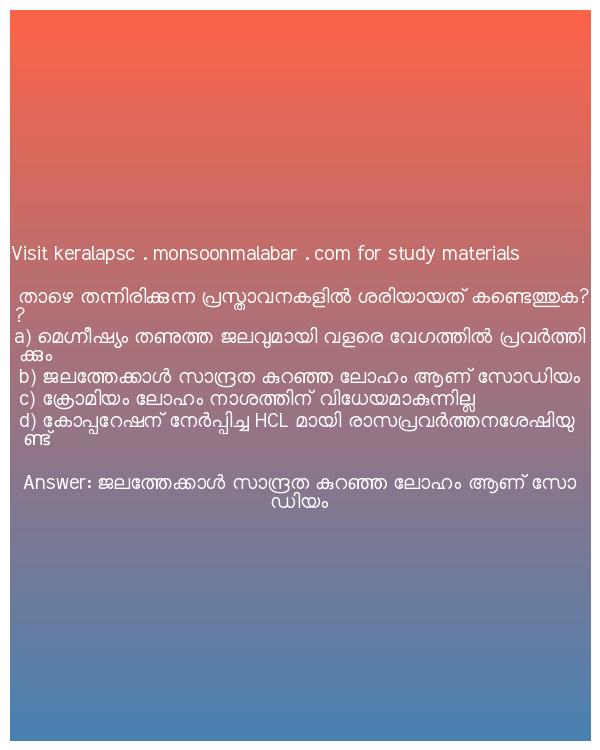 Visit keralapsc . monsoonmalabar . com for study materials
താഴെ തന്നിരിക്കുന്ന പ്രസ്താവനകളിൽ ശരിയായത് കണ്ടെത്തുക?
?
a) മെഗ്നീഷ്യം തണുത്ത ജലവുമായി വളരെ വേഗത്തിൽ പ്രവർത്തി
ക്കും
b) ജലത്തേക്കാൾ സാന്ദ്രത കുറഞ്ഞ ലോഹം ആണ് സോഡിയം
c) ക്രോമിയം ലോഹം നാശത്തിന് വിധേയമാകുന്നില്ല
d) കോപ്പറേഷന് നേർപ്പിച്ച HCL മായി രാസപ്രവർത്തനശേഷിയു
ണ്ട്
Answer: ജലത്തേക്കാൾ സാന്ദ്രത കുറഞ്ഞ ലോഹം ആണ് സോ
ഡിയം